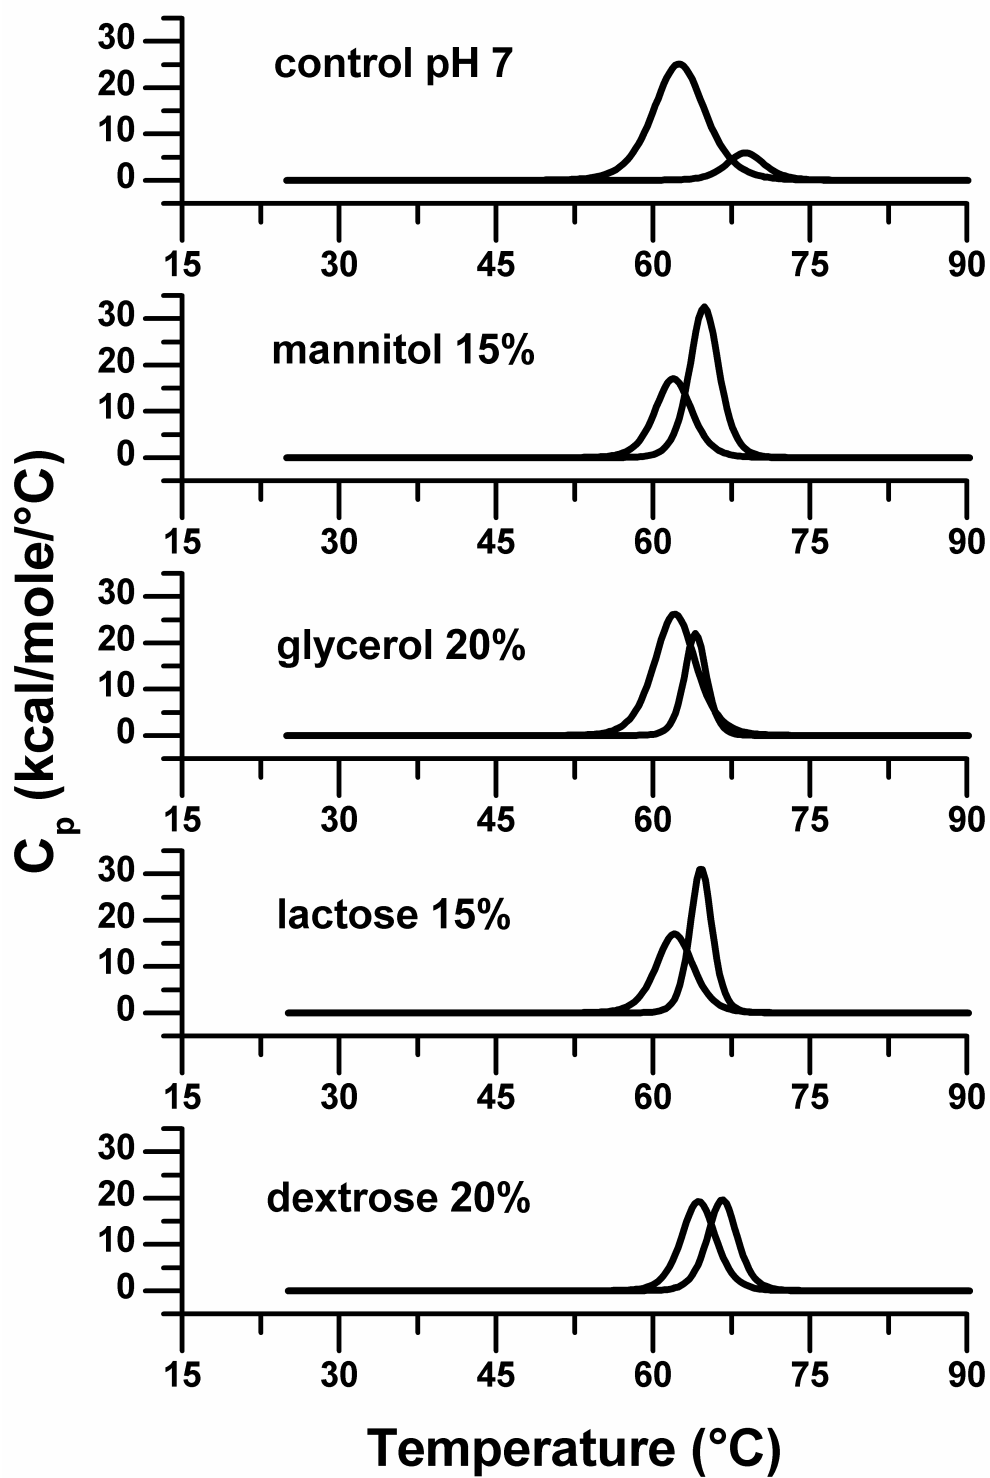 30
20
10
0
control pH 7
15 30 45 60 75 90
30
20
10
0
mannitol 15%
15 30 45 60 75 90
30
20
10
0
glycerol 20%
15 30 45 60 75 90
30
20
10
0
lactose 15%
15 30 45 60 75 90
30
20
10
0
dextrose 20%
15 30 45 60 75 90
Cp (kcal/mole/°C)
Temperature (°C)